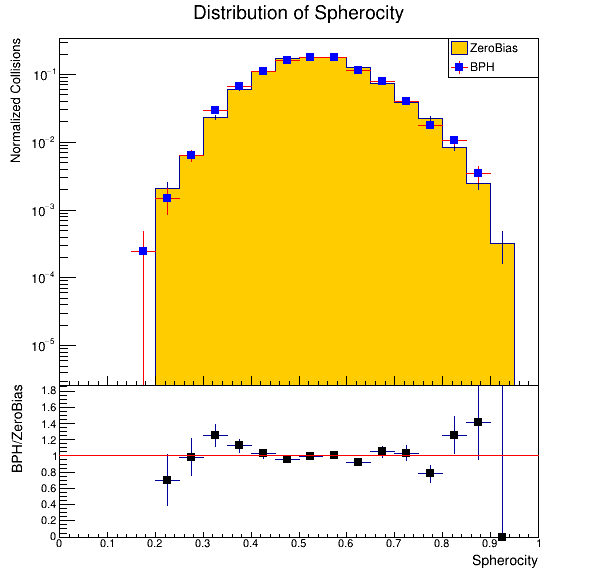 Distribution of Spherocity
Normalized Collisions
ZeroBias
BPH
10⁻¹
10⁻²
10⁻³
10⁻⁴
10⁻⁵
BPH/ZeroBias
1.8
1.6
1.4
1.2
1
0.8
0.6
0.4
0.2
0
0 0.1 0.2 0.3 0.4 0.5 0.6 0.7 0.8 0.9 1
Spherocity